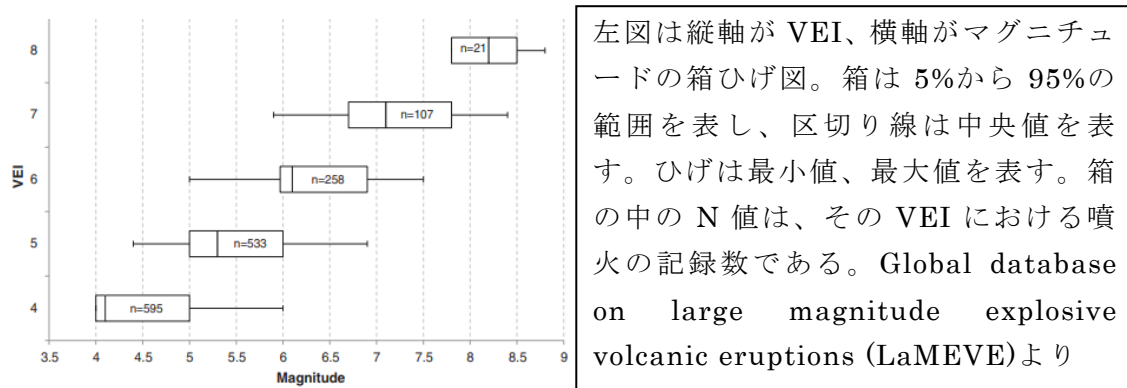 8
n=21
7
n=107
VEI
6
n=258
5
n=533
4
n=595
3.5 4 4.5 5 5.5 6 6.5 7 7.5 8 8.5 9
Magnitude
左図は縦軸が VEI、横軸がマグニチュ
ードの箱ひげ図。箱は 5%から 95%の
範囲を表し、区切り線は中央値を表
す。ひげは最小値、最大値を表す。箱
の中の N 値は、その VEI における噴
火の記録数である。Global database
on large magnitude explosive
volcanic eruptions (LaMEVE)より